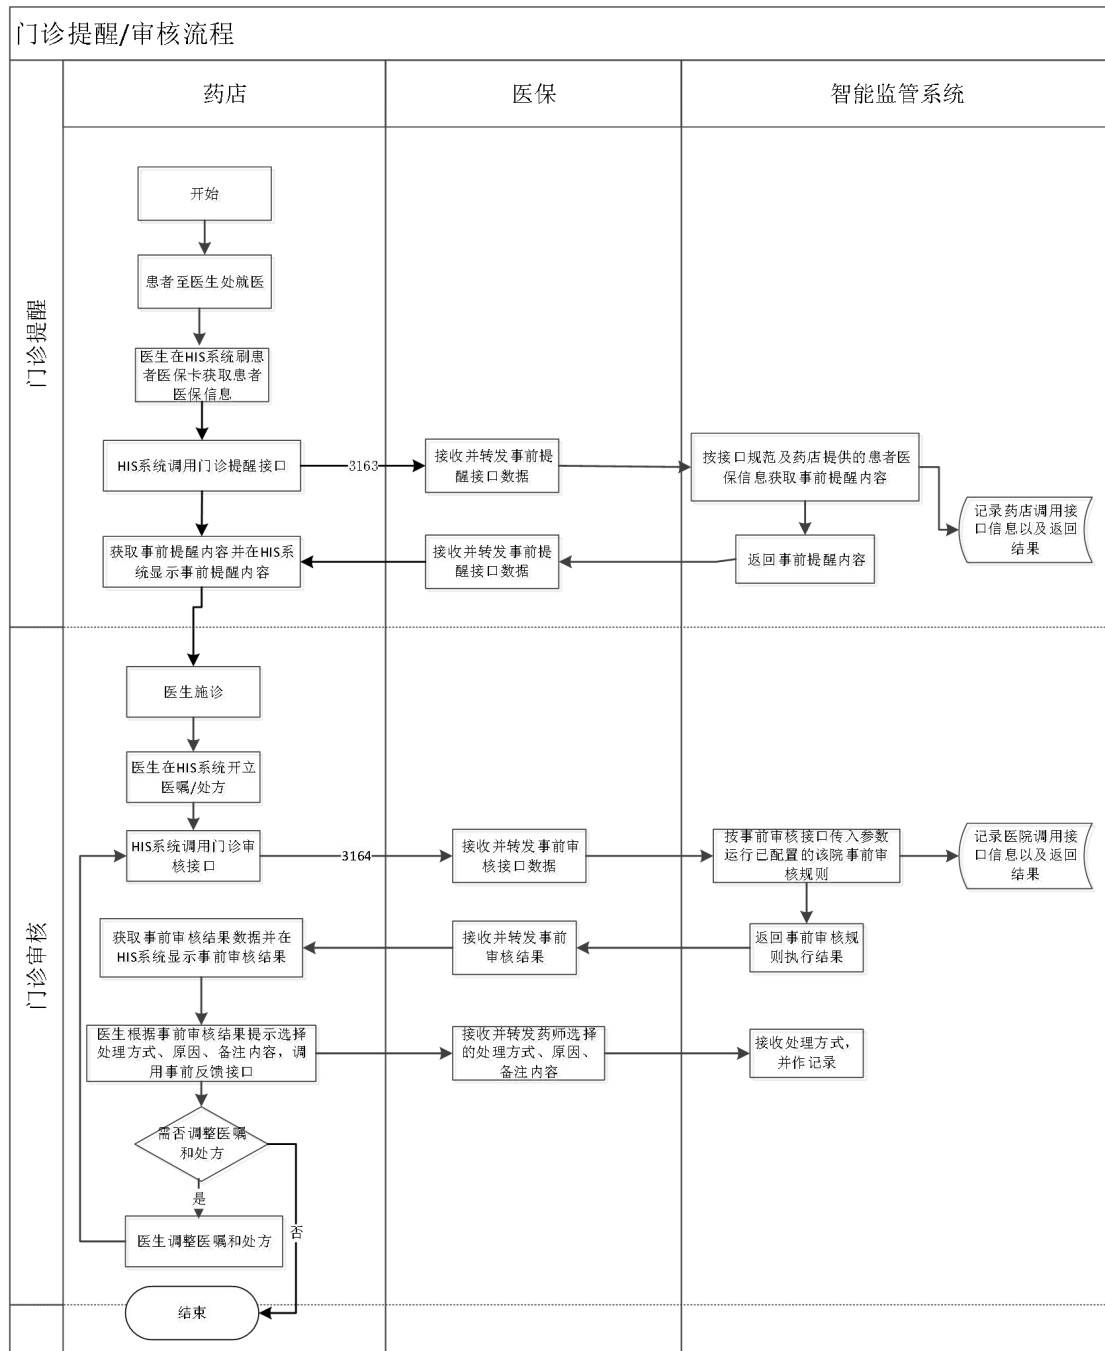 门诊提醒/审核流程
药店
医保
智能监管系统
门诊提醒
开始
患者至医生处就医
医生在HIS系统刷患
者医保卡获取患者
医保信息
HIS系统调用门诊提醒接口
3163
接收并转发事前提
醒接口数据
按接口规范及药店提供的患者医
保信息获取事前提醒内容
记录药店调用接
口信息以及返回
结果
获取事前提醒内容并在HIS系
统显示事前提醒内容
接收并转发事前提
醒接口数据
返回事前提醒内容
门诊审核
医生施诊
医生在HIS系统开立
医嘱/处方
HIS系统调用门诊审
核接口
3164
接收并转发事前审
核接口数据
按事前审核接口传入参数
运行已配置的该院事前审
核规则
记录医院调用接
口信息以及返回
结果
获取事前审核结果数据并在
HIS系统显示事前审核结果
接收并转发事前
审核结果
返回事前审核规
则执行结果
医生根据事前审核结果提示选择
处理方式、原因、备注内容，调
用事前反馈接口
接收并转发药师选择
的处理方式、原因、
备注内容
接收处理方式，
并作记录
需否调整医嘱
和处方
是
否
医生调整医嘱和处方
结束